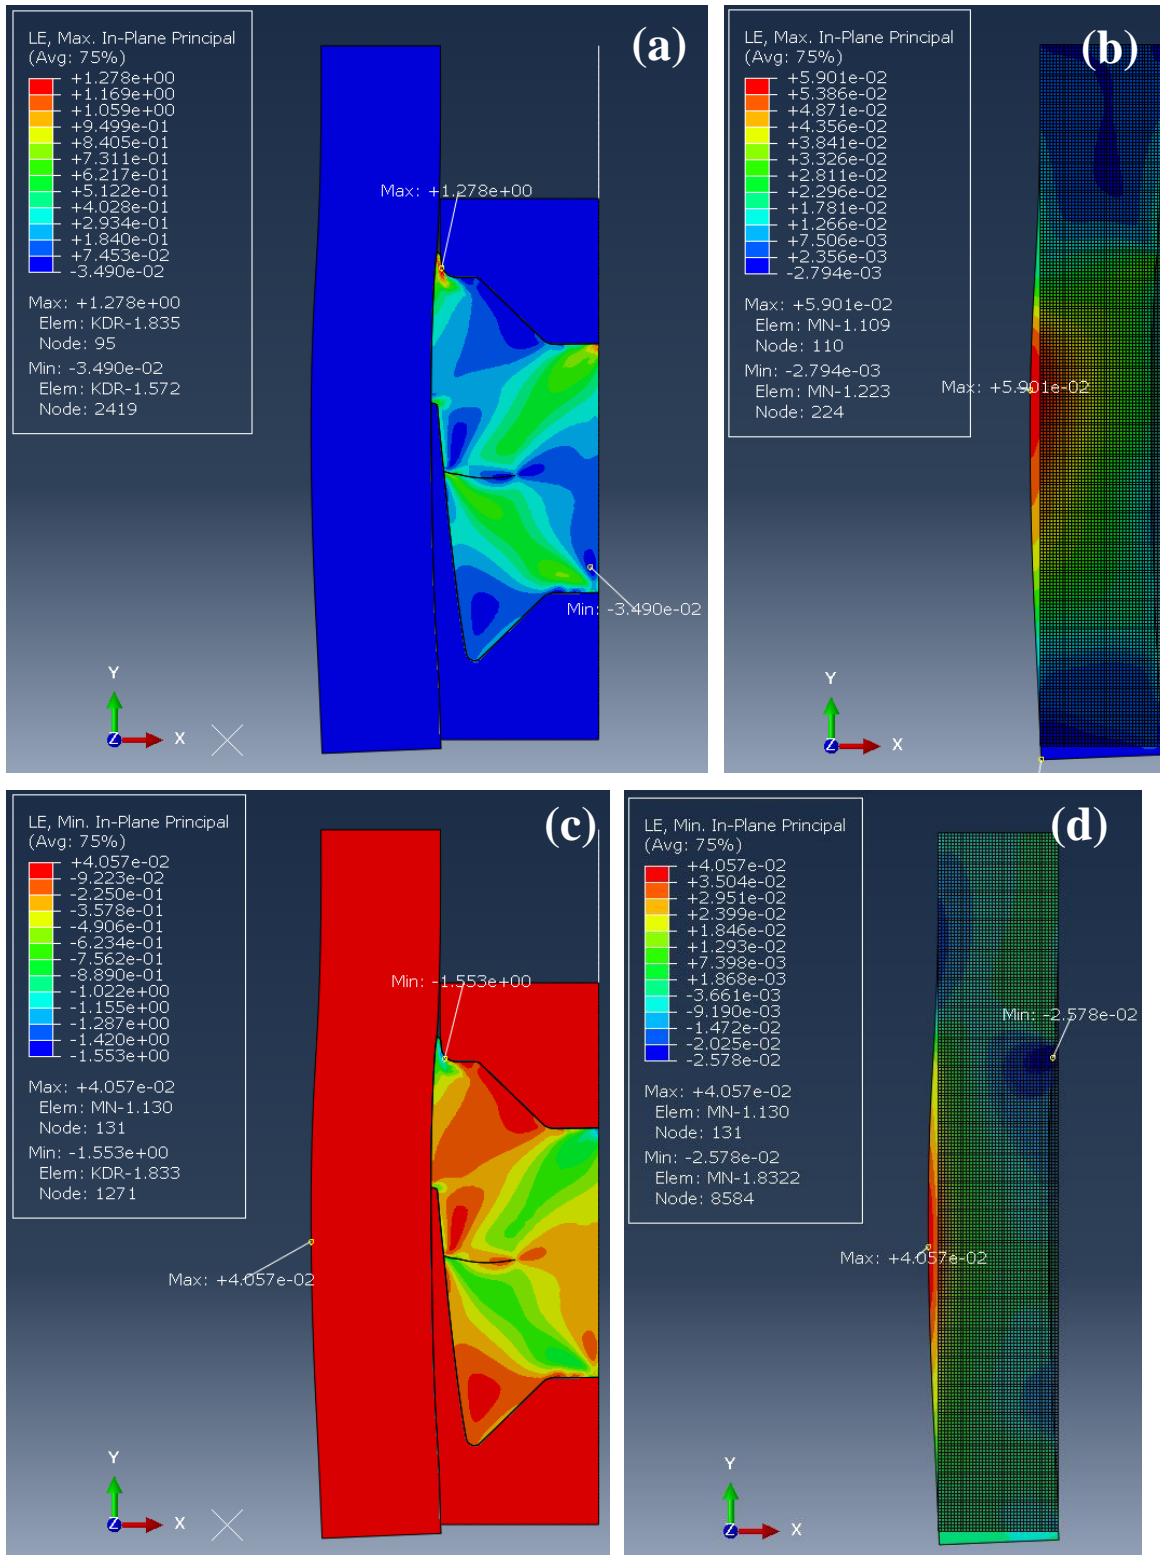 (a)
LE, Max. In-Plane Principal
(Avg: 75%)
+1.278e+00
+1.169e+00
+1.059e+00
+9.499e-01
+8.405e-01
+7.311e-01
+6.217e-01
+5.122e-01
+4.028e-01
+2.934e-01
+1.840e-01
+7.453e-02
-3.490e-02
Max: +1.278e+00
Elem: KDR-1.835
Node: 95
Min: -3.490e-02
Elem: KDR-1.572
Node: 2419
Max: +1.278e+00
Min: -3.490e-02
Y
Z
X
(b)
LE, Max. In-Plane Principal
(Avg: 75%)
+5.901e-02
+5.386e-02
+4.871e-02
+4.356e-02
+3.841e-02
+3.326e-02
+2.811e-02
+2.296e-02
+1.781e-02
+1.266e-02
+7.506e-03
+2.356e-03
-2.794e-03
Max: +5.901e-02
Elem: MN-1.109
Node: 110
Min: -2.794e-03
Elem: MN-1.223
Node: 224
Max: +5.901e-02
Y
Z
X
(c)
LE, Min. In-Plane Principal
(Avg: 75%)
+4.057e-02
-9.223e-02
-2.250e-01
-3.578e-01
-4.906e-01
-6.234e-01
-7.562e-01
-8.890e-01
-1.022e+00
-1.155e+00
-1.287e+00
-1.420e+00
-1.553e+00
Max: +4.057e-02
Elem: MN-1.130
Node: 131
Min: -1.553e+00
Elem: KDR-1.833
Node: 1271
Min: -1.553e+00
Max: +4.057e-02
Y
Z
X
(d)
LE, Min. In-Plane Principal
(Avg: 75%)
+4.057e-02
+3.504e-02
+2.951e-02
+2.399e-02
+1.846e-02
+1.293e-02
+7.398e-03
+1.868e-03
-3.661e-03
-9.190e-03
-1.472e-02
-2.025e-02
-2.578e-02
Max: +4.057e-02
Elem: MN-1.130
Node: 131
Min: -2.578e-02
Elem: MN-1.8322
Node: 8584
Min: -2.578e-02
Max: +4.057e-02
Y
Z
X